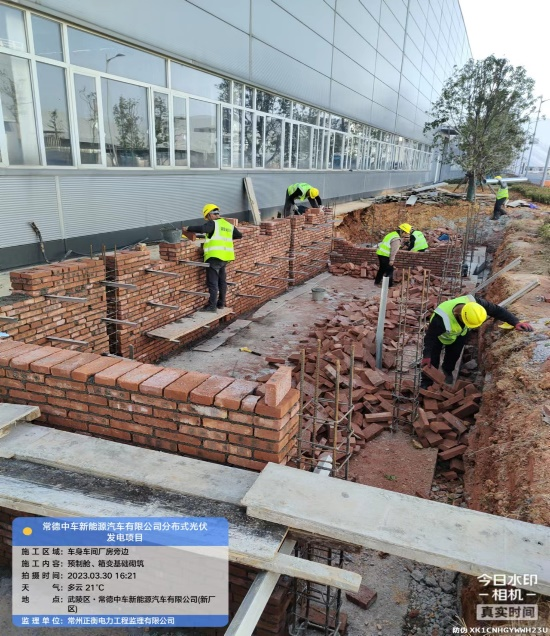 常德中车新能源汽车有限公司分布式光伏
发电项目
施工区域: 车身车间厂房旁边
施工内容: 预制舱、箱变基础砌筑
拍摄时间: 2023.03.30 16:21
天 气: 多云 21℃
地 点: 武陵区·常德中车新能源汽车有限公司(新厂
区)
监理单位: 常州正衡电力工程监理有限公司
今日水印
-相机-
真实时间
防伪 XK1CNHGYWWH23U